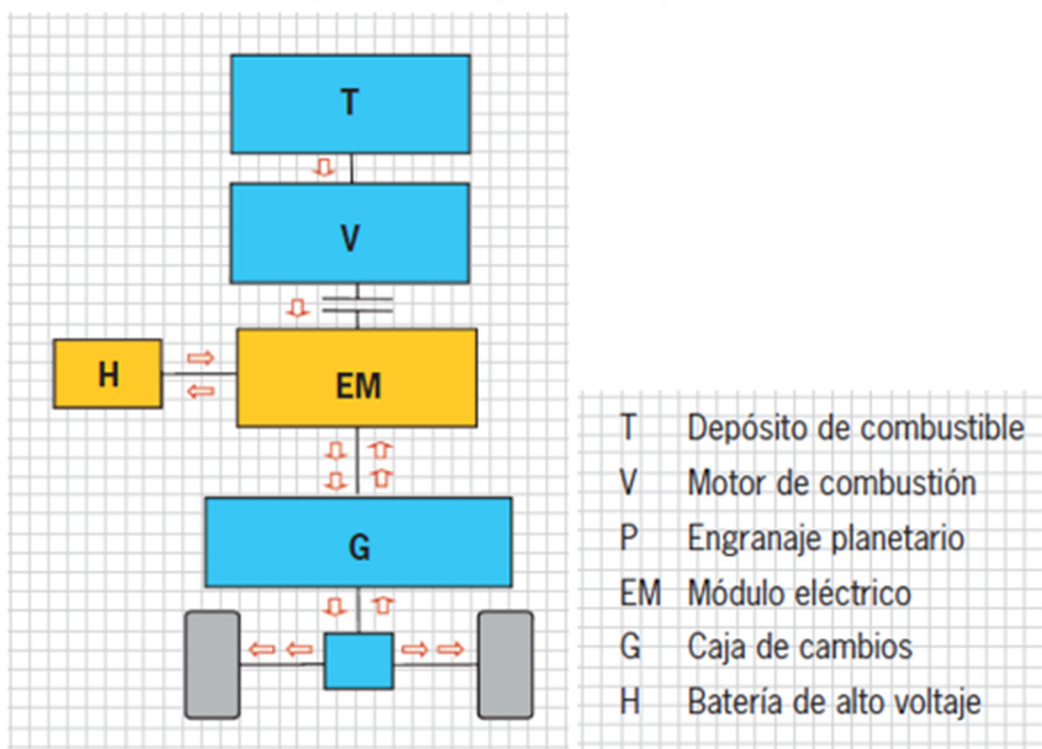 T
V
H
EM
G
T Depósito de combustible
V Motor de combustión
P Engranaje planetario
EM Módulo eléctrico
G Caja de cambios
H Batería de alto voltaje